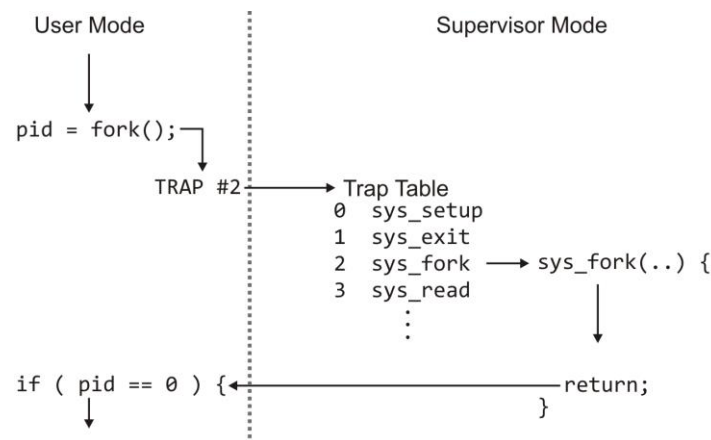 User Mode
Supervisor Mode
pid = fork();
TRAP #2
Trap Table
0 sys_setup
1 sys_exit
2 sys_fork
sys_fork(..) {
3 sys_read
if ( pid == 0 ) {
return;
}